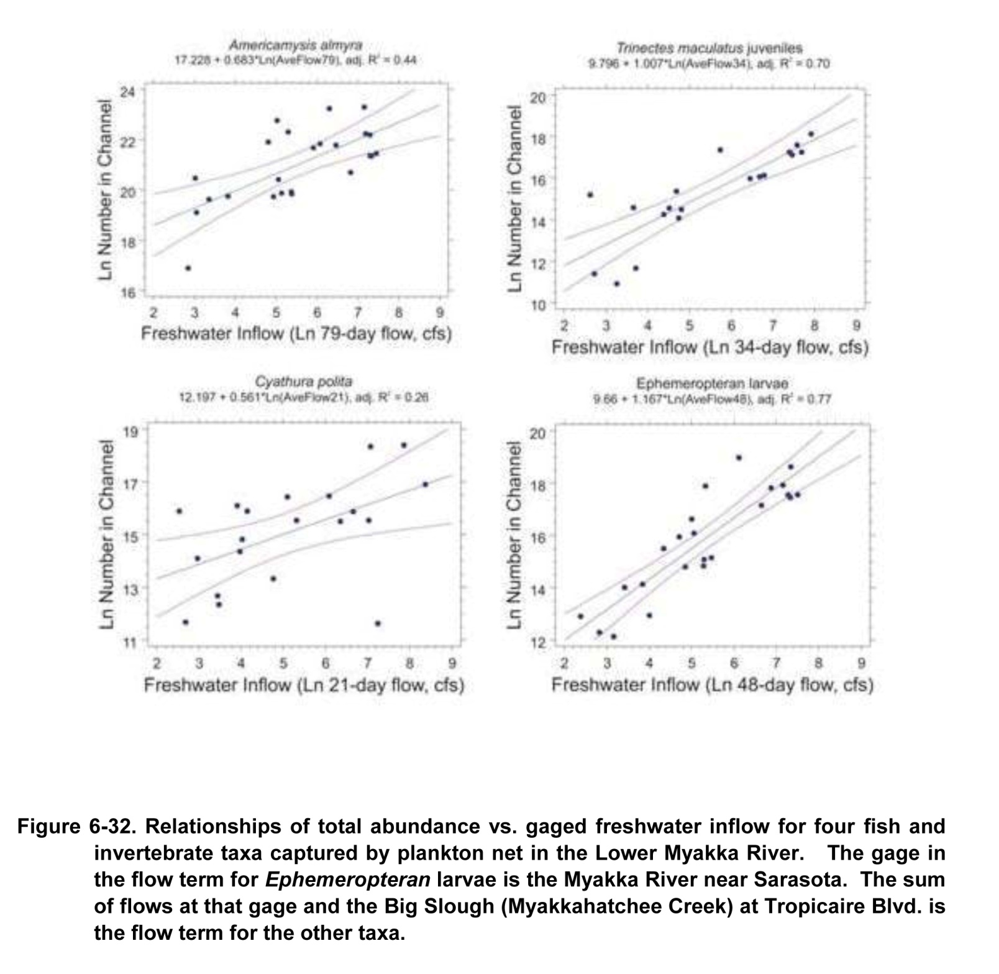 Americamysis almyra
17.228 + 0.683*Ln(AveFlow79), adj. R² = 0.44
24
22
20
18
16
Ln Number in Channel
2 3 4 5 6 7 8 9
Freshwater Inflow (Ln 79-day flow, cfs)
Trinectes maculatus juveniles
9.796 + 1.007*Ln(AveFlow34), adj. R² = 0.70
20
18
16
14
12
10
Ln Number in Channel
2 3 4 5 6 7 8 9
Freshwater Inflow (Ln 34-day flow, cfs)
Cyathura polita
12.197 + 0.561*Ln(AveFlow21), adj. R² = 0.26
19
17
15
13
11
Ln Number in Channel
2 3 4 5 6 7 8 9
Freshwater Inflow (Ln 21-day flow, cfs)
Ephemeropteran larvae
9.66 + 1.167*Ln(AveFlow48), adj. R² = 0.77
20
18
16
14
12
Ln Number in Channel
2 3 4 5 6 7 8 9
Freshwater Inflow (Ln 48-day flow, cfs)
Figure 6-32. Relationships of total abundance vs. gaged freshwater inflow for four fish and
invertebrate taxa captured by plankton net in the Lower Myakka River. The gage in
the flow term for Ephemeropteran larvae is the Myakka River near Sarasota. The sum
of flows at that gage and the Big Slough (Myakkahatchee Creek) at Tropicaire Blvd. is
the flow term for the other taxa.